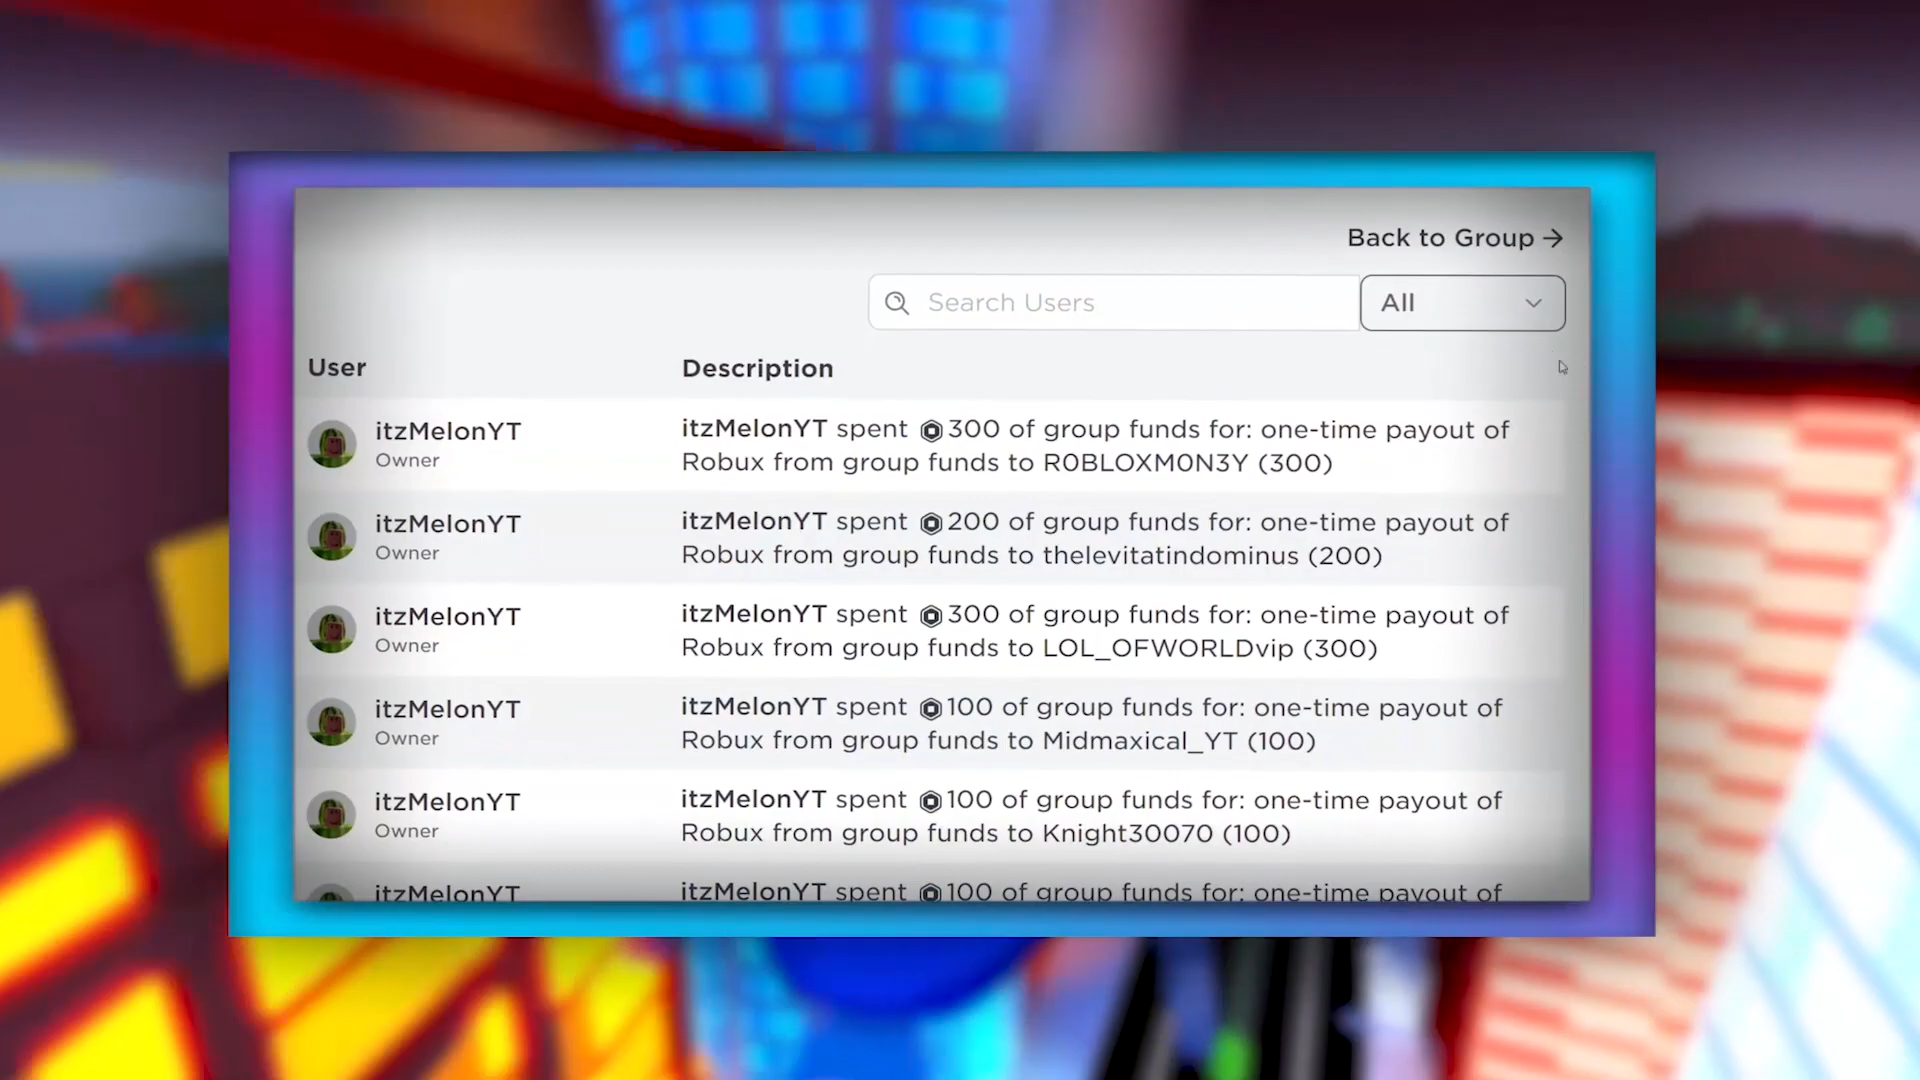 Back to Group
Search Users
All
User Description
itzMelonYT
Owner
itzMelonYT spent 300 of group funds for: one-time payout of
Robux from group funds to R0BLOXM0N3Y (300)
itzMelonYT
Owner
itzMelonYT spent 200 of group funds for: one-time payout of
Robux from group funds to thelevitatindominus (200)
itzMelonYT
Owner
itzMelonYT spent 300 of group funds for: one-time payout of
Robux from group funds to LOL_OFWORLDvip (300)
itzMelonYT
Owner
itzMelonYT spent 100 of group funds for: one-time payout of
Robux from group funds to Midmaxical_YT (100)
itzMelonYT
Owner
itzMelonYT spent 100 of group funds for: one-time payout of
Robux from group funds to Knight30070 (100)
itzMelonYT
itzMelonYT spent 100 of group funds for: one-time payout of